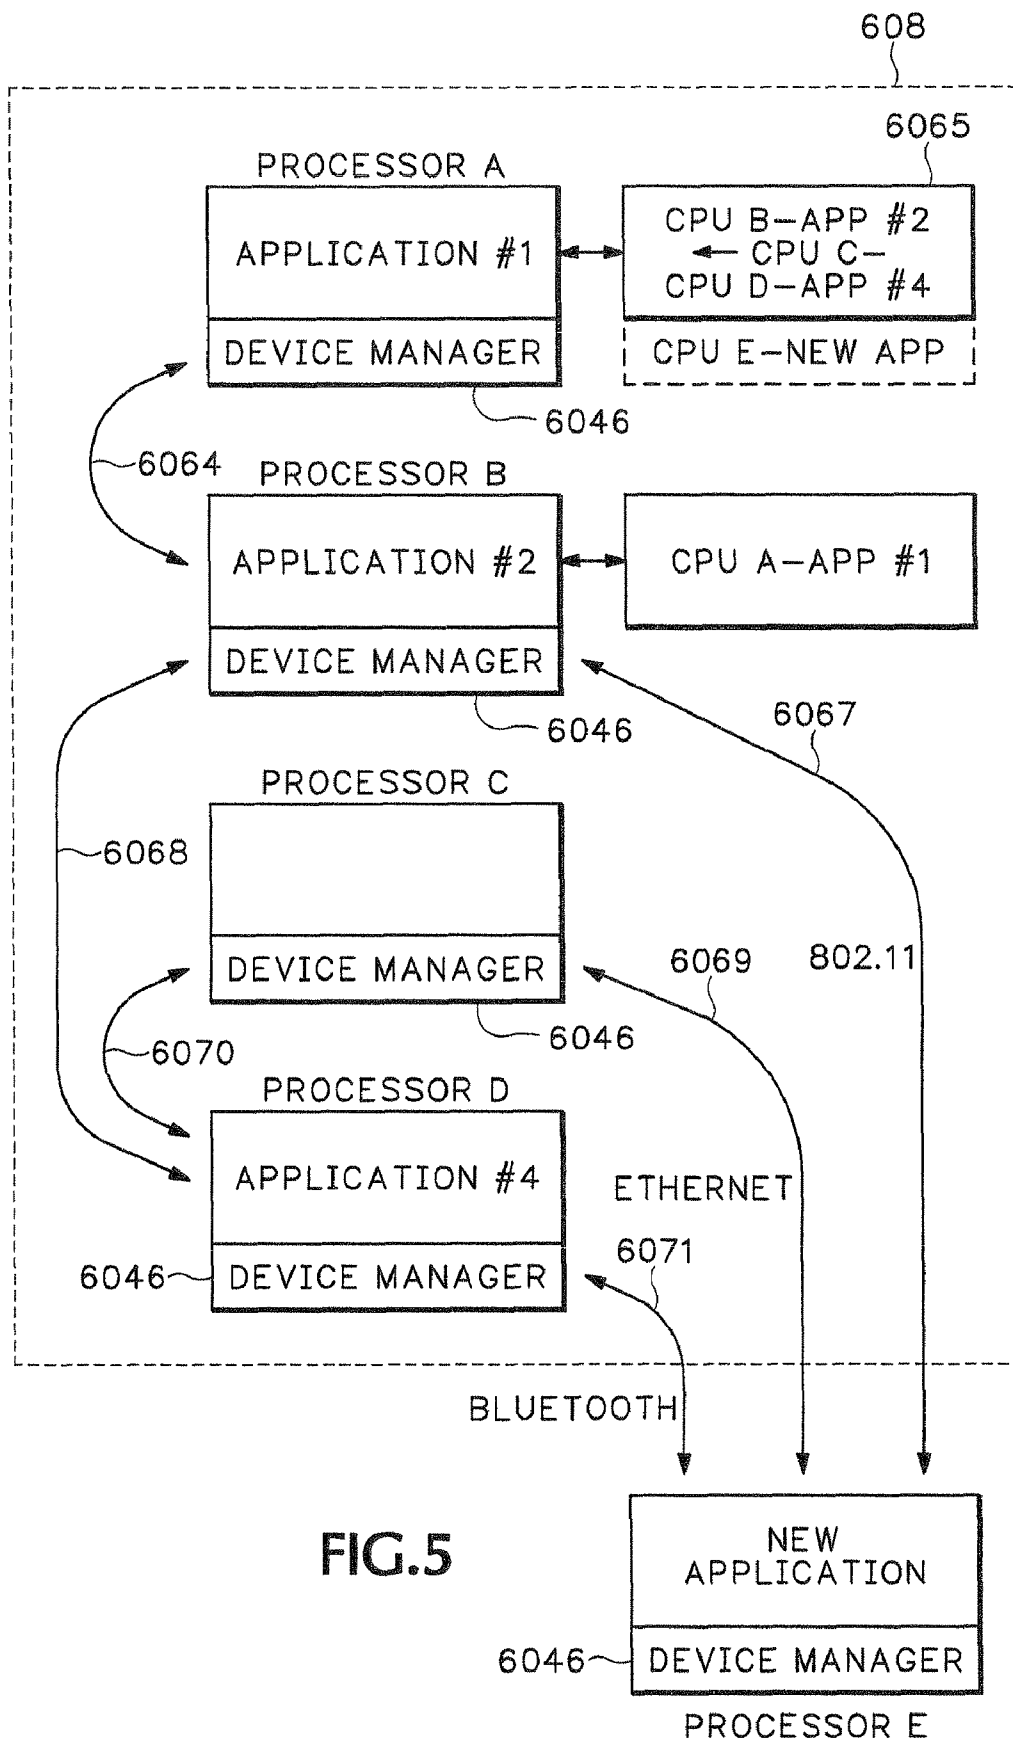 608
6065
PROCESSOR A
APPLICATION #1
CPU B-APP #2
← CPU C-
CPU D-APP #4
DEVICE MANAGER
CPU E-NEW APP
6046
6064
PROCESSOR B
APPLICATION #2
CPU A-APP #1
DEVICE MANAGER
6046
6067
PROCESSOR C
6068
DEVICE MANAGER
6069
802.11
6046
6070
PROCESSOR D
APPLICATION #4
ETHERNET
6071
6046
DEVICE MANAGER
BLUETOOTH
FIG.5
NEW
APPLICATION
6046
DEVICE MANAGER
PROCESSOR E